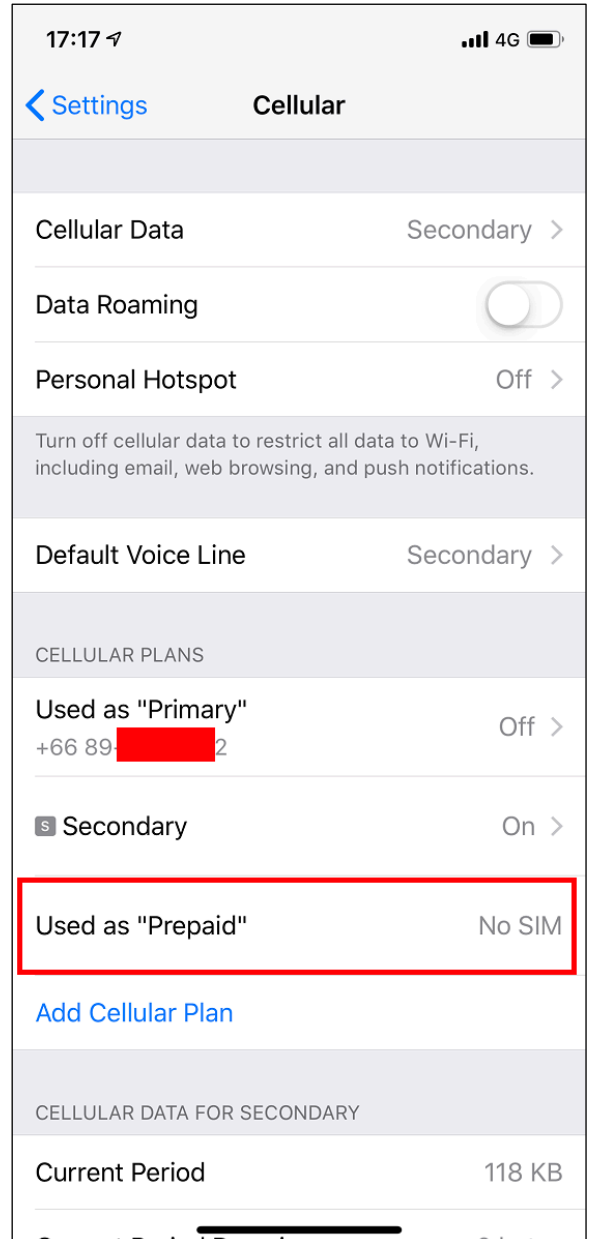 17:17
4G
Settings
Cellular
Cellular Data
Secondary
Data Roaming
Personal Hotspot
Off
Turn off cellular data to restrict all data to Wi-Fi,
including email, web browsing, and push notifications.
Default Voice Line
Secondary
CELLULAR PLANS
Used as "Primary"
Off
+66 89- 2
S Secondary
On
Used as "Prepaid"
No SIM
Add Cellular Plan
CELLULAR DATA FOR SECONDARY
Current Period
118 KB